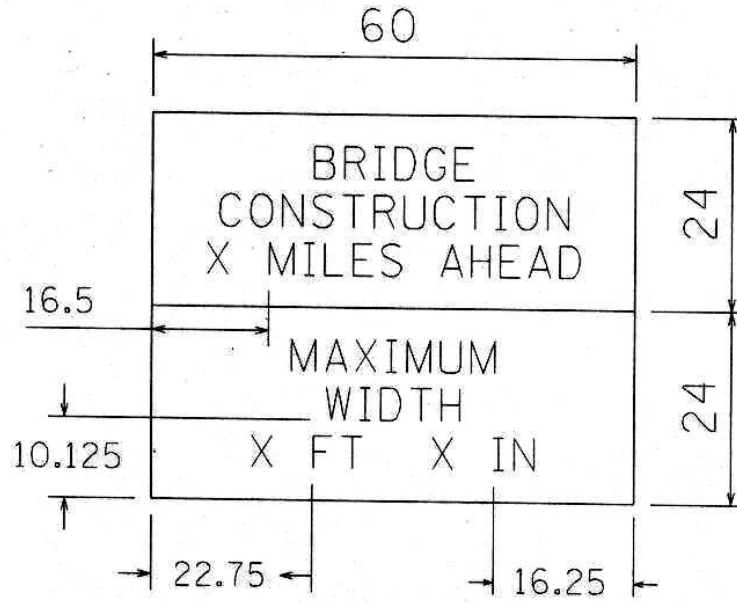 60
BRIDGE
CONSTRUCTION
X MILES AHEAD
24
16.5
MAXIMUM
WIDTH
X FT X IN
24
10.125
22.75
16.25